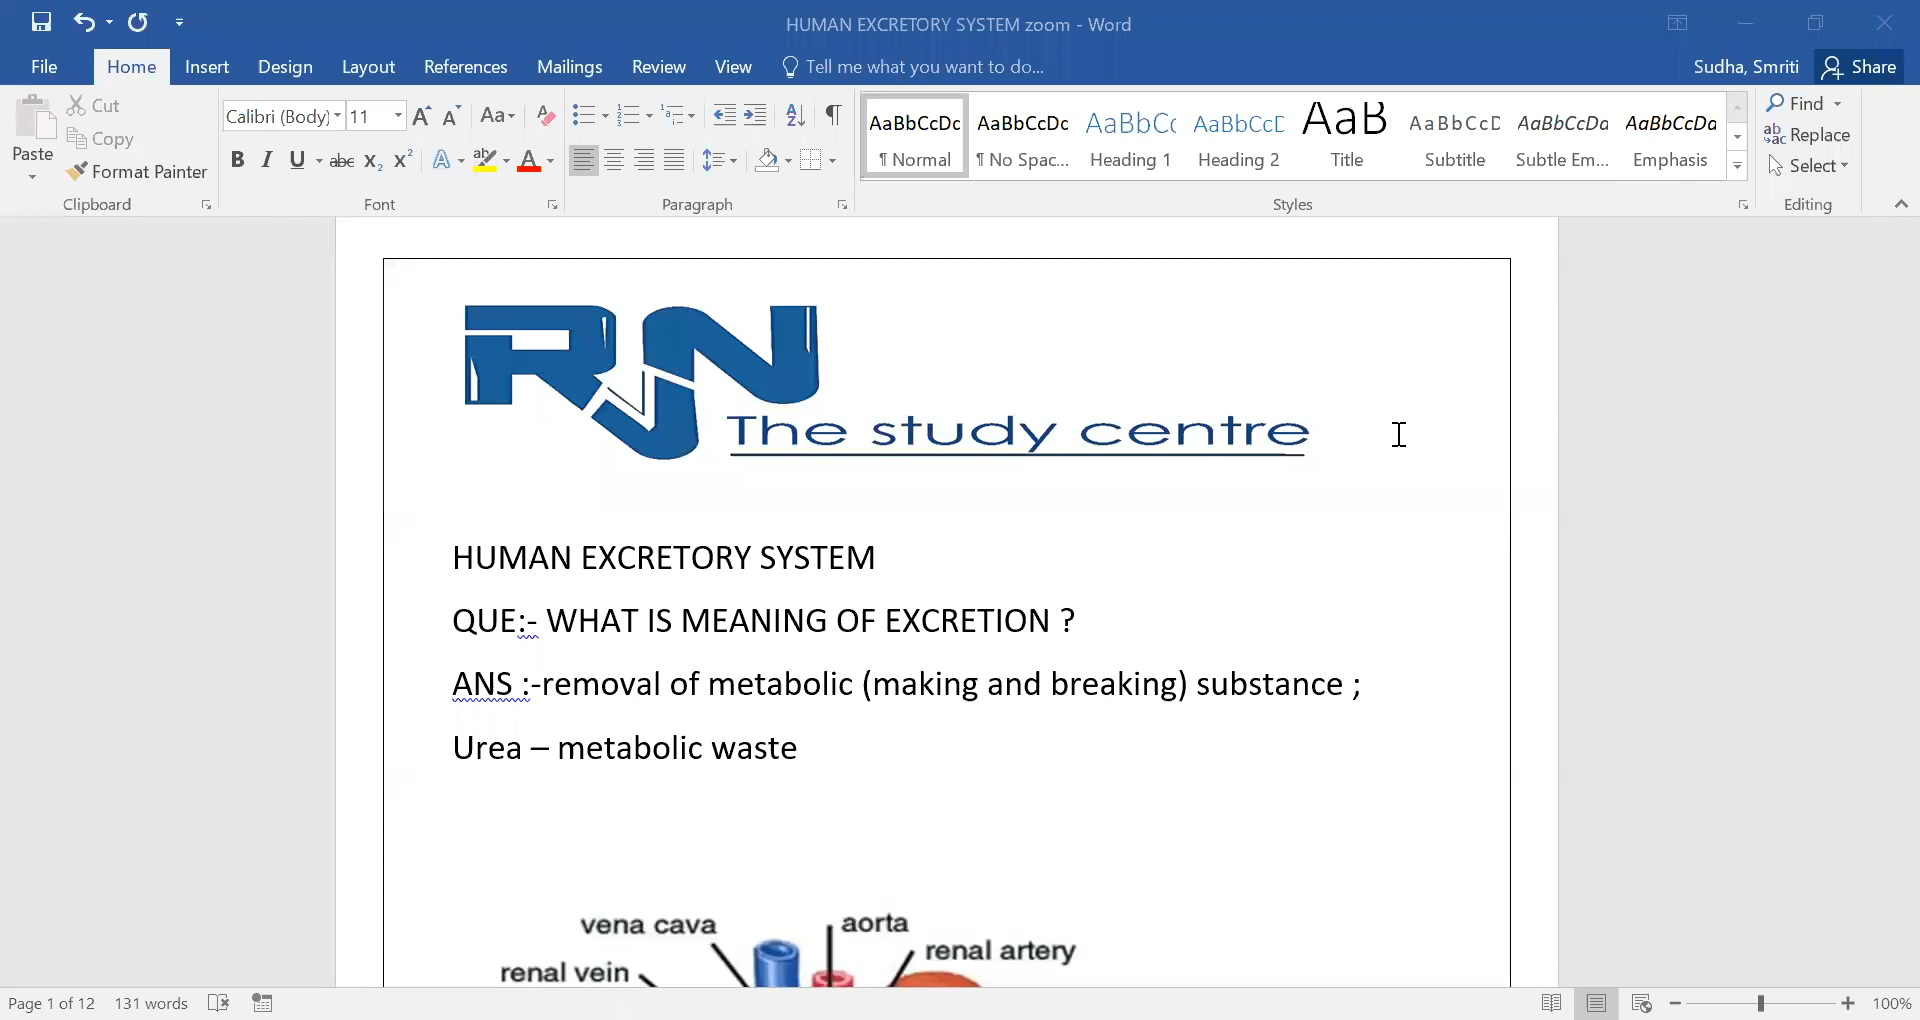 HUMAN EXCRETORY SYSTEM zoom - Word
File Home Insert Design Layout References Mailings Review View Tell me what you want to do... Sudha, Smriti Share
Paste
Cut
Copy
Format Painter
Clipboard
Calibri (Body) 11
Font
Paragraph
AaBbCcDc AaBbCcDc AaBbCc AaBbCcD AaB AaBbCcD AaBbCcDa AaBbCcDa
¶ Normal ¶ No Spac... Heading 1 Heading 2 Title Subtitle Subtle Em... Emphasis
Styles
Find
Replace
Select
Editing
RJN
The study centre
HUMAN EXCRETORY SYSTEM
QUE:- WHAT IS MEANING OF EXCRETION ?
ANS :-removal of metabolic (making and breaking) substance ;
Urea – metabolic waste
vena cava
aorta
renal artery
renal vein
Page 1 of 12 131 words 100%